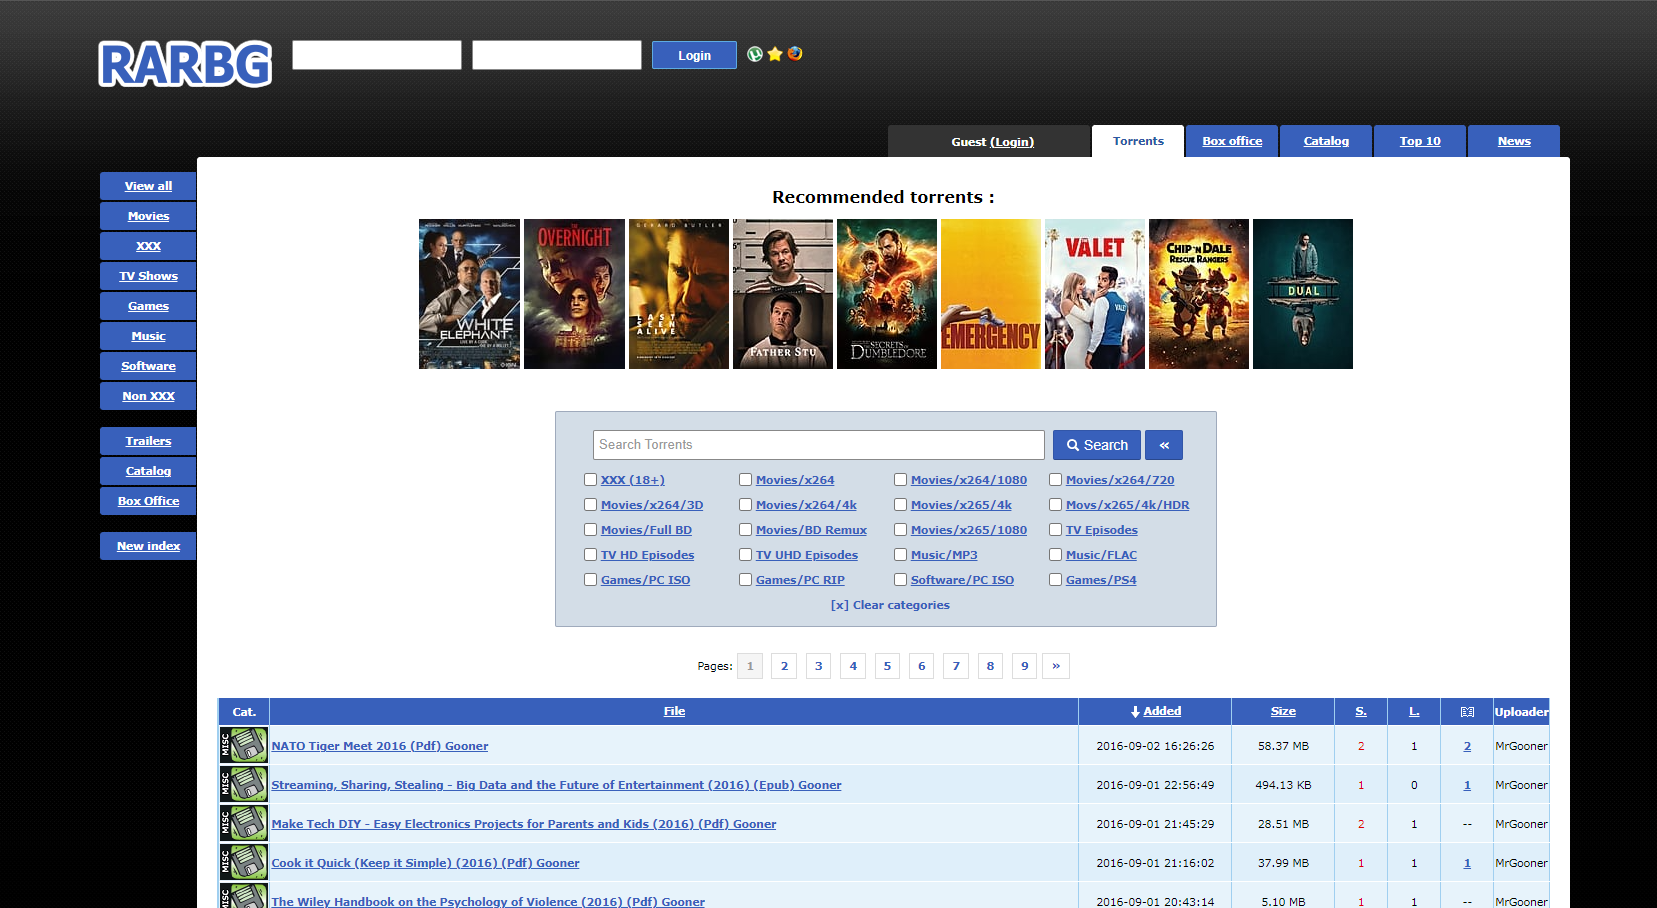 RARBG
Login
Guest (Login)
Torrents
Box office
Catalog
Top 10
News
View all
Movies
XXX
TV Shows
Games
Music
Software
Non XXX
Trailers
Catalog
Box Office
New index
Recommended torrents :
WHITE
ELEPHANT
THE
OVERNIGHT
GERARD BUTLER
LAST
SEEN
ALIVE
FATHER STU
SECRETS OF
DUMBLEDORE
EMERGENCY
THE
VALET
CHIP 'N DALE
RESCUE RANGERS
DUAL
Search Torrents
Search
«
XXX (18+)
Movies/x264
Movies/x264/1080
Movies/x264/720
Movies/x264/3D
Movies/x264/4k
Movies/x265/4k
Movs/x265/4k/HDR
Movies/Full BD
Movies/BD Remux
Movies/x265/1080
TV Episodes
TV HD Episodes
TV UHD Episodes
Music/MP3
Music/FLAC
Games/PC ISO
Games/PC RIP
Software/PC ISO
Games/PS4
[x] Clear categories
Pages: 1 2 3 4 5 6 7 8 9 »
Cat. File Added Size S. L. Uploader
MISC NATO Tiger Meet 2016 (Pdf) Gooner 2016-09-02 16:26:26 58.37 MB 2 1 2 MrGooner
MISC Streaming, Sharing, Stealing - Big Data and the Future of Entertainment (2016) (Epub) Gooner 2016-09-01 22:56:49 494.13 KB 1 0 1 MrGooner
MISC Make Tech DIY - Easy Electronics Projects for Parents and Kids (2016) (Pdf) Gooner 2016-09-01 21:45:29 28.51 MB 2 1 -- MrGooner
MISC Cook it Quick (Keep it Simple) (2016) (Pdf) Gooner 2016-09-01 21:16:02 37.99 MB 1 1 1 MrGooner
MISC The Wiley Handbook on the Psychology of Violence (2016) (Pdf) Gooner 2016-09-01 20:43:14 5.10 MB 1 1 -- MrGooner